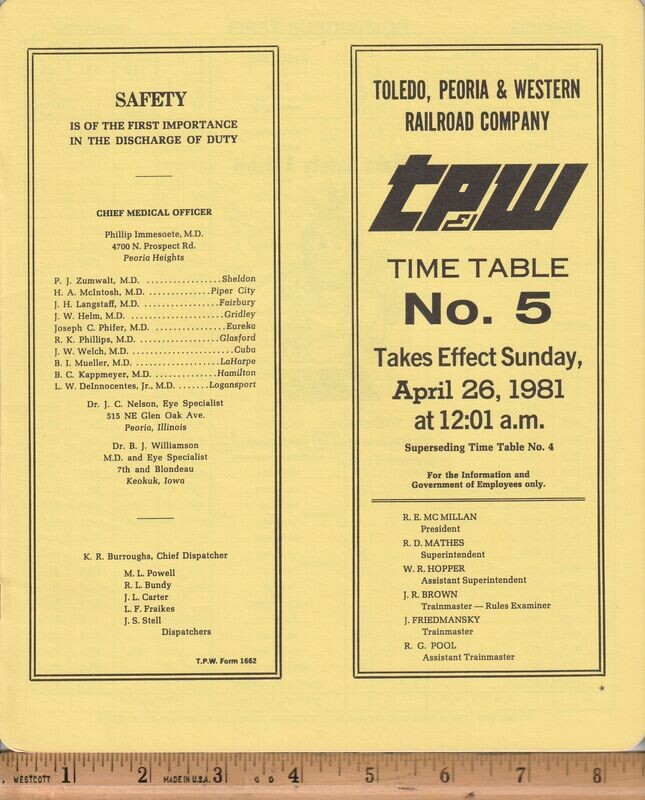 SAFETY
IS OF THE FIRST IMPORTANCE
IN THE DISCHARGE OF DUTY
CHIEF MEDICAL OFFICER
Phillip Immesoete, M.D.
4700 N. Prospect Rd.
Peoria Heights
P. J. Zumwalt, M.D. ..................Sheldon
H. A. McIntosh, M.D. ...............Piper City
J. H. Langstaff, M.D. .................Fairbury
J. W. Helm, M.D. ......................Gridley
Joseph C. Phifer, M.D. .................Eureka
R. K. Phillips, M.D. ..................Glasford
J. W. Welch, M.D. ........................Cuba
B. I. Mueller, M.D. ...................LaHarpe
B. C. Kappmeyer, M.D. .............Hamilton
L. W. DeInnocentes, Jr., M.D. .......Logansport
Dr. J. C. Nelson, Eye Specialist
515 NE Glen Oak Ave.
Peoria, Illinois
Dr. B. J. Williamson
M.D. and Eye Specialist
7th and Blondeau
Keokuk, Iowa
K. R. Burroughs, Chief Dispatcher
M. L. Powell
R. L. Bundy
J. L. Carter
L. F. Fraikes
J. S. Stell
Dispatchers
T.P.W. Form 1662
TOLEDO, PEORIA & WESTERN
RAILROAD COMPANY
TP&W
TIME TABLE
No. 5
Takes Effect Sunday,
April 26, 1981
at 12:01 a.m.
Superseding Time Table No. 4
For the Information and
Government of Employees only.
R. E. MC MILLAN
President
R. D. MATHES
Superintendent
W. R. HOPPER
Assistant Superintendent
J. R. BROWN
Trainmaster — Rules Examiner
J. FRIEDMANSKY
Trainmaster
R. G. POOL
Assistant Trainmaster
*
WESTCOTT 1 2 MADE IN U.S.A. 3 G D 4 5 6 7 8